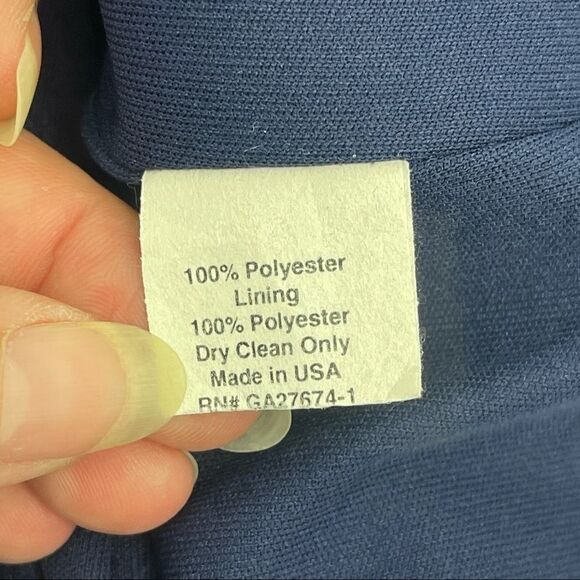 100% Polyester
Lining
100% Polyester
Dry Clean Only
Made in USA
RN# GA27674-1